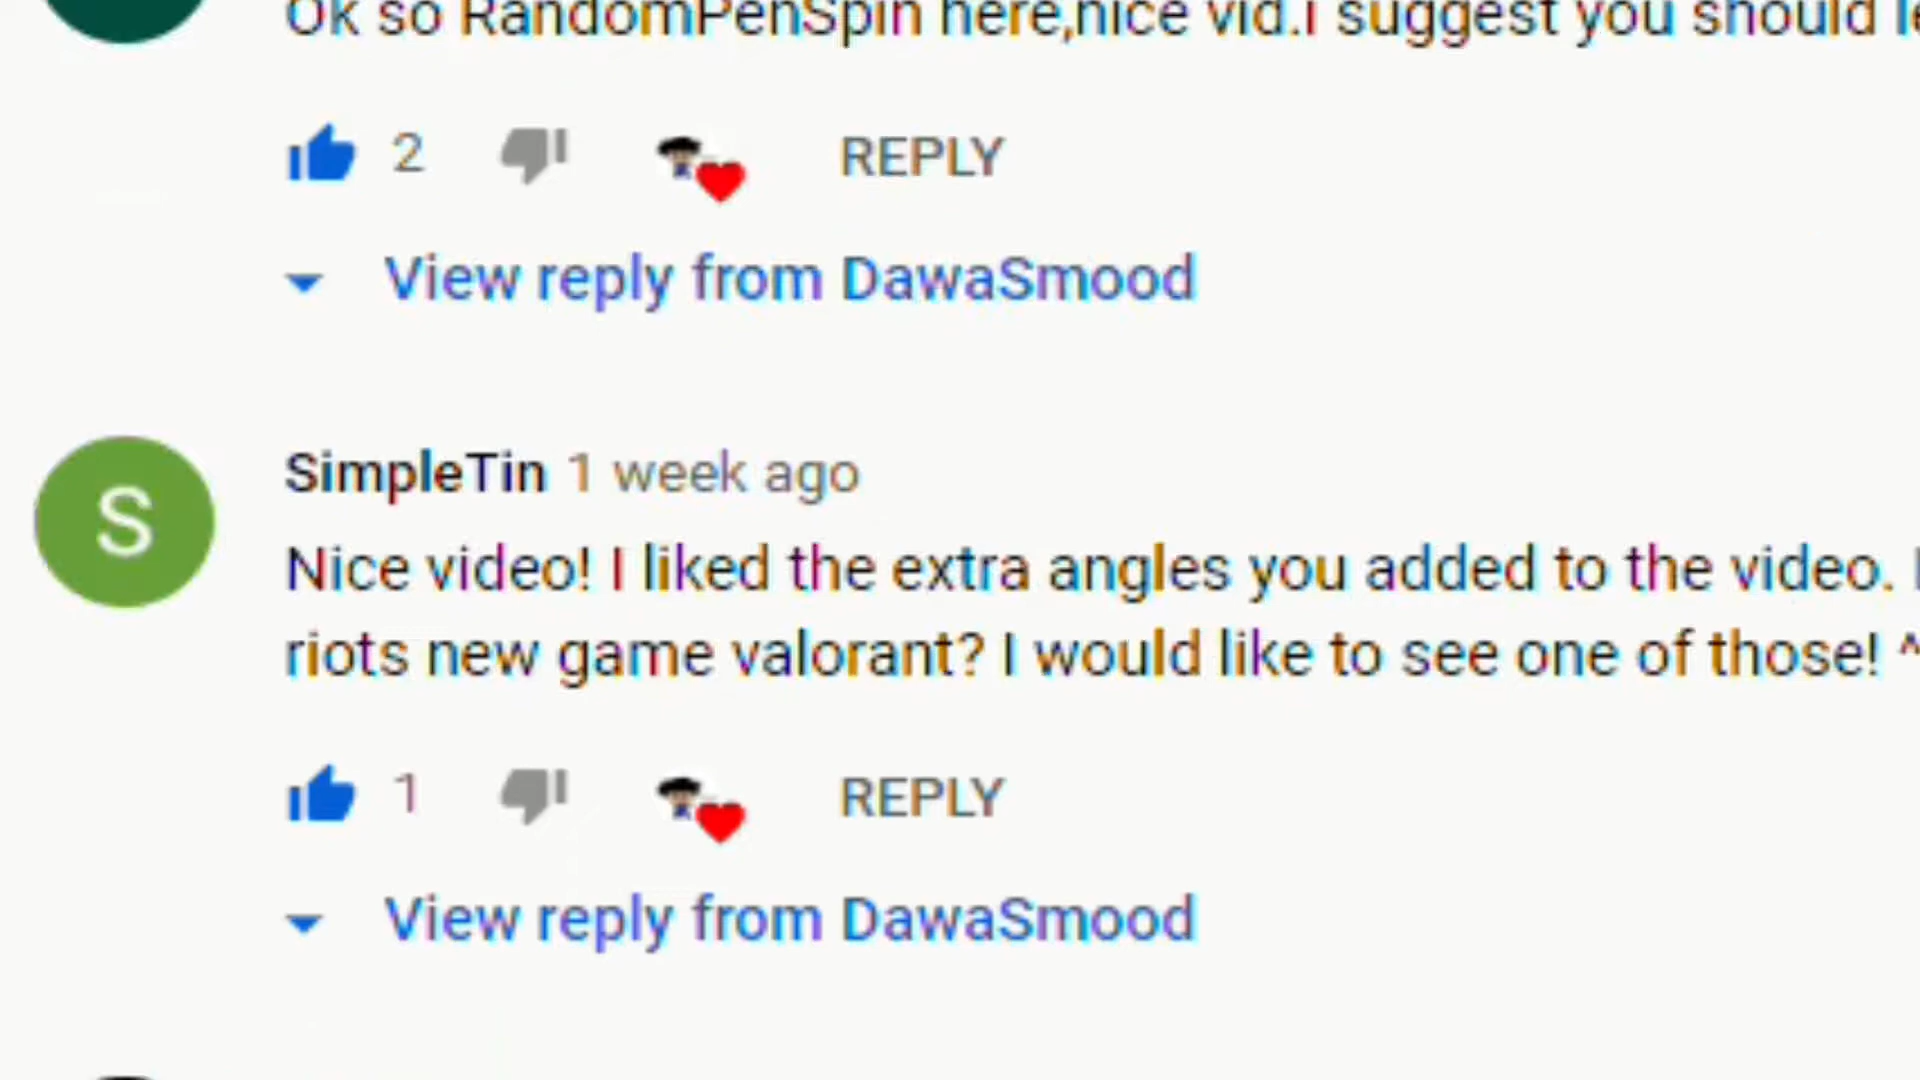 Ok so RandomPenSpin here,nice vid.i suggest you should
2
REPLY
View reply from DawaSmood
S
SimpleTin 1 week ago
Nice video! I liked the extra angles you added to the video.
riots new game valorant? I would like to see one of those! ^
1
REPLY
View reply from DawaSmood